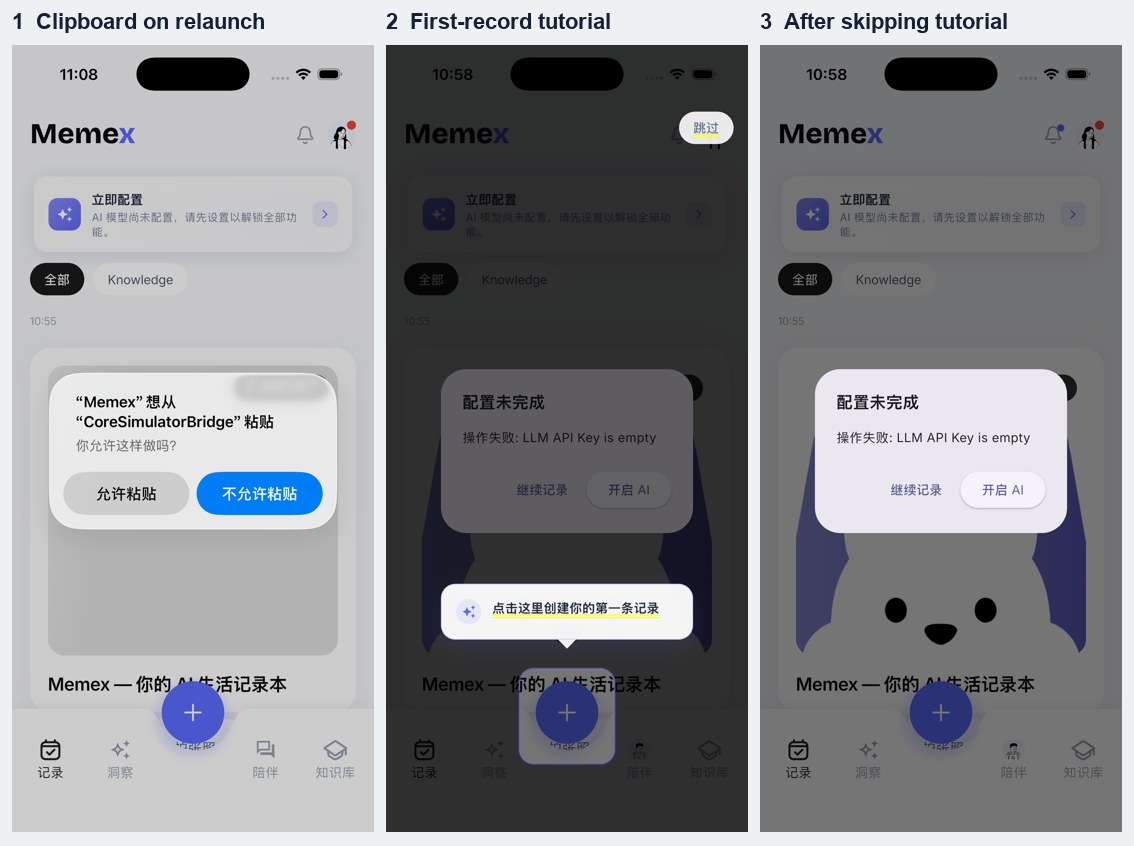 1 Clipboard on relaunch
11:08
Memex
立即配置
AI 模型尚未配置，请先设置以解锁全部功
能。
全部
Knowledge
10:55
“Memex” 想从
“CoreSimulatorBridge” 粘贴
你允许这样做吗?
允许粘贴
不允许粘贴
Memex — 你的 AI 生活记录本
记录
洞察
陪伴
知识库
2 First-record tutorial
10:58
跳过
Memex
立即配置
AI 模型尚未配置，请先设置以解锁全部功
能。
全部
Knowledge
10:55
配置未完成
操作失败: LLM API Key is empty
继续记录
开启 AI
点击这里创建你的第一条记录
Memex — 你的 AI 生活记录本
记录
洞察
陪伴
知识库
3 After skipping tutorial
10:58
Memex
立即配置
AI 模型尚未配置，请先设置以解锁全部功
能。
全部
Knowledge
10:55
配置未完成
操作失败: LLM API Key is empty
继续记录
开启 AI
Memex — 你的 AI 生活记录本
记录
洞察
陪伴
知识库